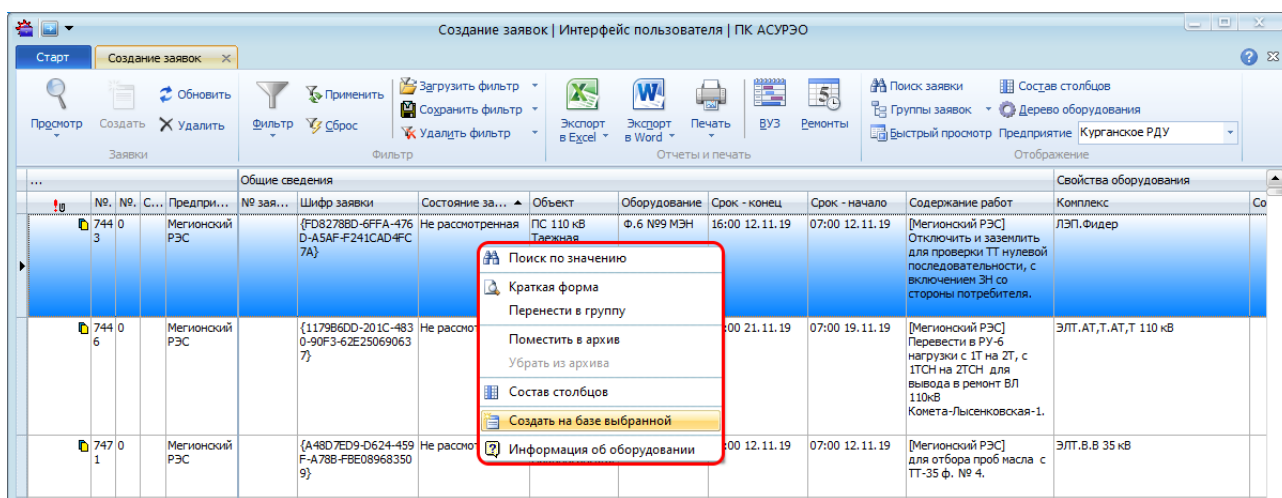 Создание заявок | Интерфейс пользователя | ПК АСУРЭО
Старт
Создание заявок
Просмотр
Создать
Обновить
Удалить
Заявки
Фильтр
Применить
Сброс
Загрузить фильтр
Сохранить фильтр
Удалить фильтр
Фильтр
Экспорт
в Excel
Экспорт
в Word
Печать
ВУЗ
Ремонты
Отчеты и печать
Поиск заявки
Состав столбцов
Группы заявок
Дерево оборудования
Быстрый просмотр
Предприятие
Курганское РДУ
Отображение
...
Общие сведения
Свойства оборудования
№.
№.
С...
Предпри...
№ зая...
Шифр заявки
Состояние за...
Объект
Оборудование
Срок - конец
Срок - начало
Содержание работ
Комплекс
Со
744
3
0
Мегионский
РЭС
{FD8278BD-6FFA-476
D-A5AF-F241CAD4FC
7A}
Не рассмотренная
ПС 110 кВ
Таежная
Ф.6 №9 МЭН
16:00 12.11.19
07:00 12.11.19
[Мегионский РЭС]
Отключить и заземлить
для проверки ТТ нулевой
последовательности, с
включением ЗН со
стороны потребителя.
ЛЭП.Фидер
Поиск по значению
Краткая форма
Перенести в группу
Поместить в архив
Убрать из архива
Состав столбцов
Создать на базе выбранной
Информация об оборудовании
744
6
0
Мегионский
РЭС
{1179B6DD-201C-483
0-90F3-62E25069063
7}
Не рассмот
:00 21.11.19
07:00 19.11.19
[Мегионский РЭС]
Перевести в РУ-6
нагрузки с 1Т на 2Т, с
1ТСН на 2ТСН для
вывода в ремонт ВЛ
110кВ
Комета-Лысенковская-1.
ЭЛТ.АТ,Т.АТ,Т 110 кВ
747
1
0
Мегионский
РЭС
{A48D7ED9-D624-459
F-A78B-FBE08968350
9}
Не рассмот
:00 12.11.19
07:00 12.11.19
[Мегионский РЭС]
для отбора проб масла с
ТТ-35 ф. № 4.
ЭЛТ.В.В 35 кВ